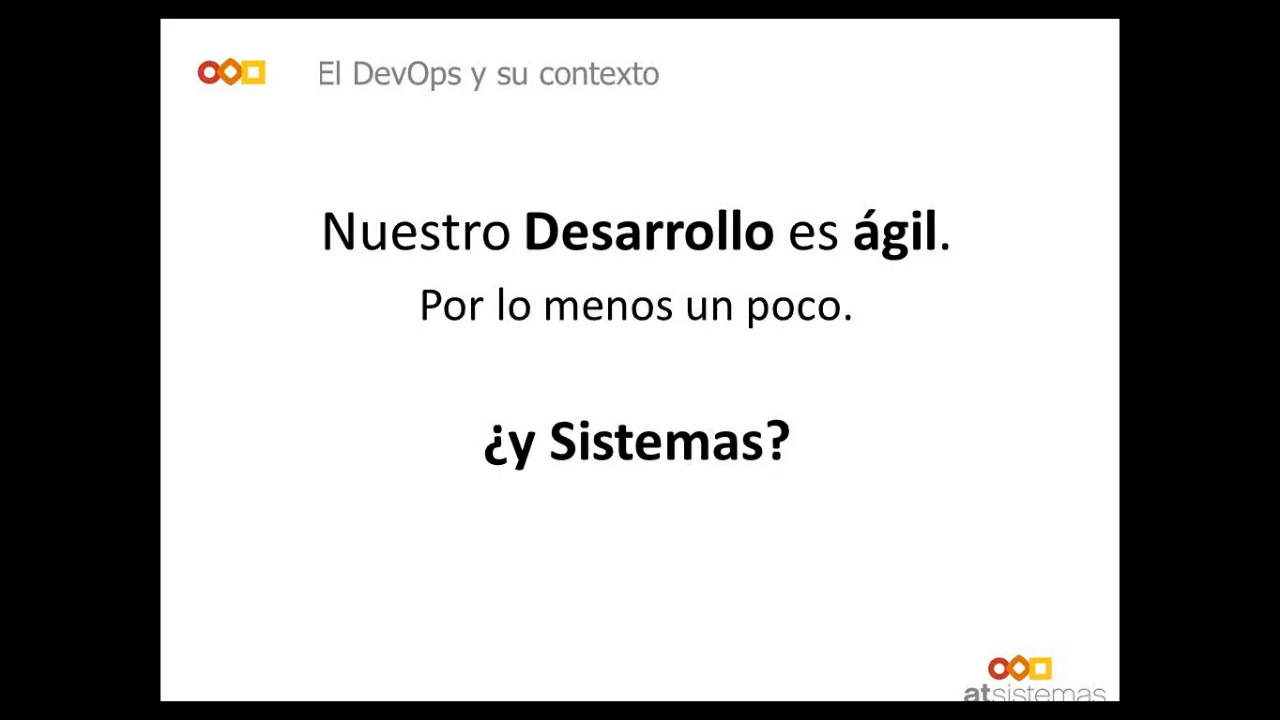 El DevOps y su contexto
Nuestro Desarrollo es ágil.
Por lo menos un poco.
¿y Sistemas?
atsistemas